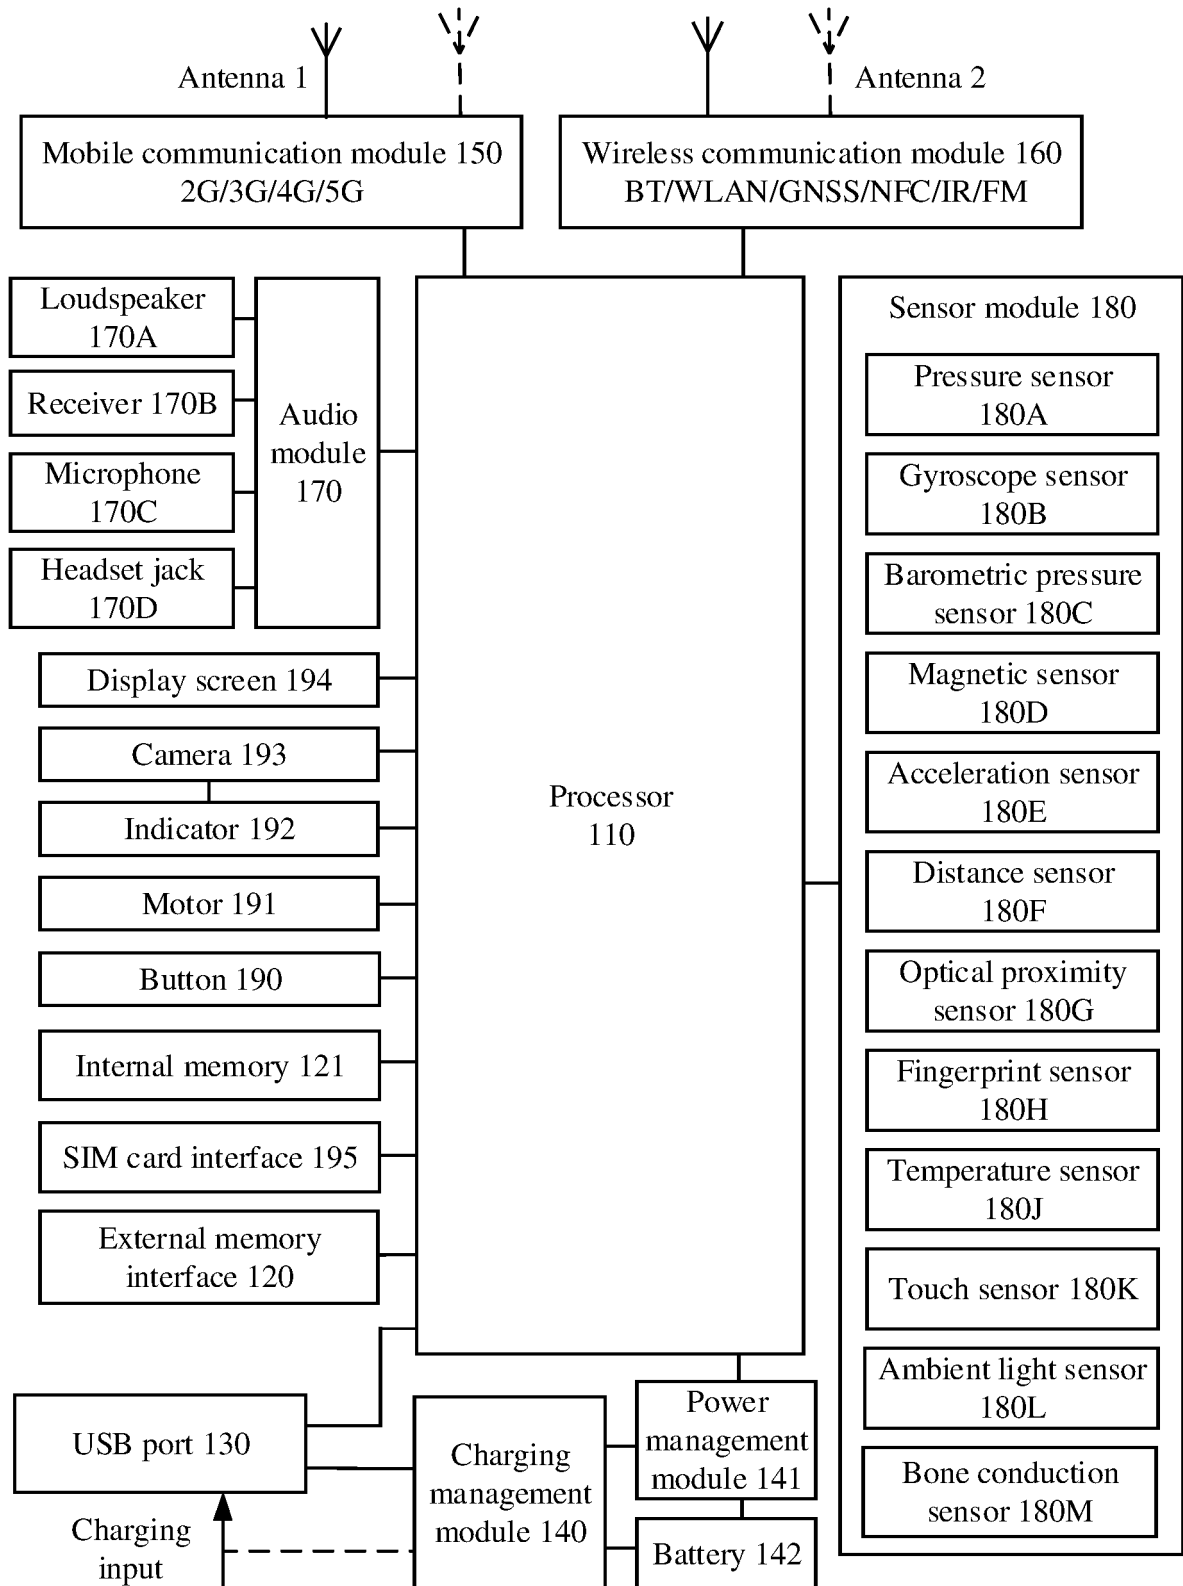 Antenna 1
Antenna 2
Mobile communication module 150
2G/3G/4G/5G
Wireless communication module 160
BT/WLAN/GNSS/NFC/IR/FM
Loudspeaker
170A
Receiver 170B
Microphone
170C
Headset jack
170D
Audio
module
170
Display screen 194
Camera 193
Indicator 192
Motor 191
Button 190
Internal memory 121
SIM card interface 195
External memory
interface 120
Processor
110
Sensor module 180
Pressure sensor
180A
Gyroscope sensor
180B
Barometric pressure
sensor 180C
Magnetic sensor
180D
Acceleration sensor
180E
Distance sensor
180F
Optical proximity
sensor 180G
Fingerprint sensor
180H
Temperature sensor
180J
Touch sensor 180K
Ambient light sensor
180L
Bone conduction
sensor 180M
USB port 130
Charging
input
Charging
management
module 140
Power
management
module 141
Battery 142